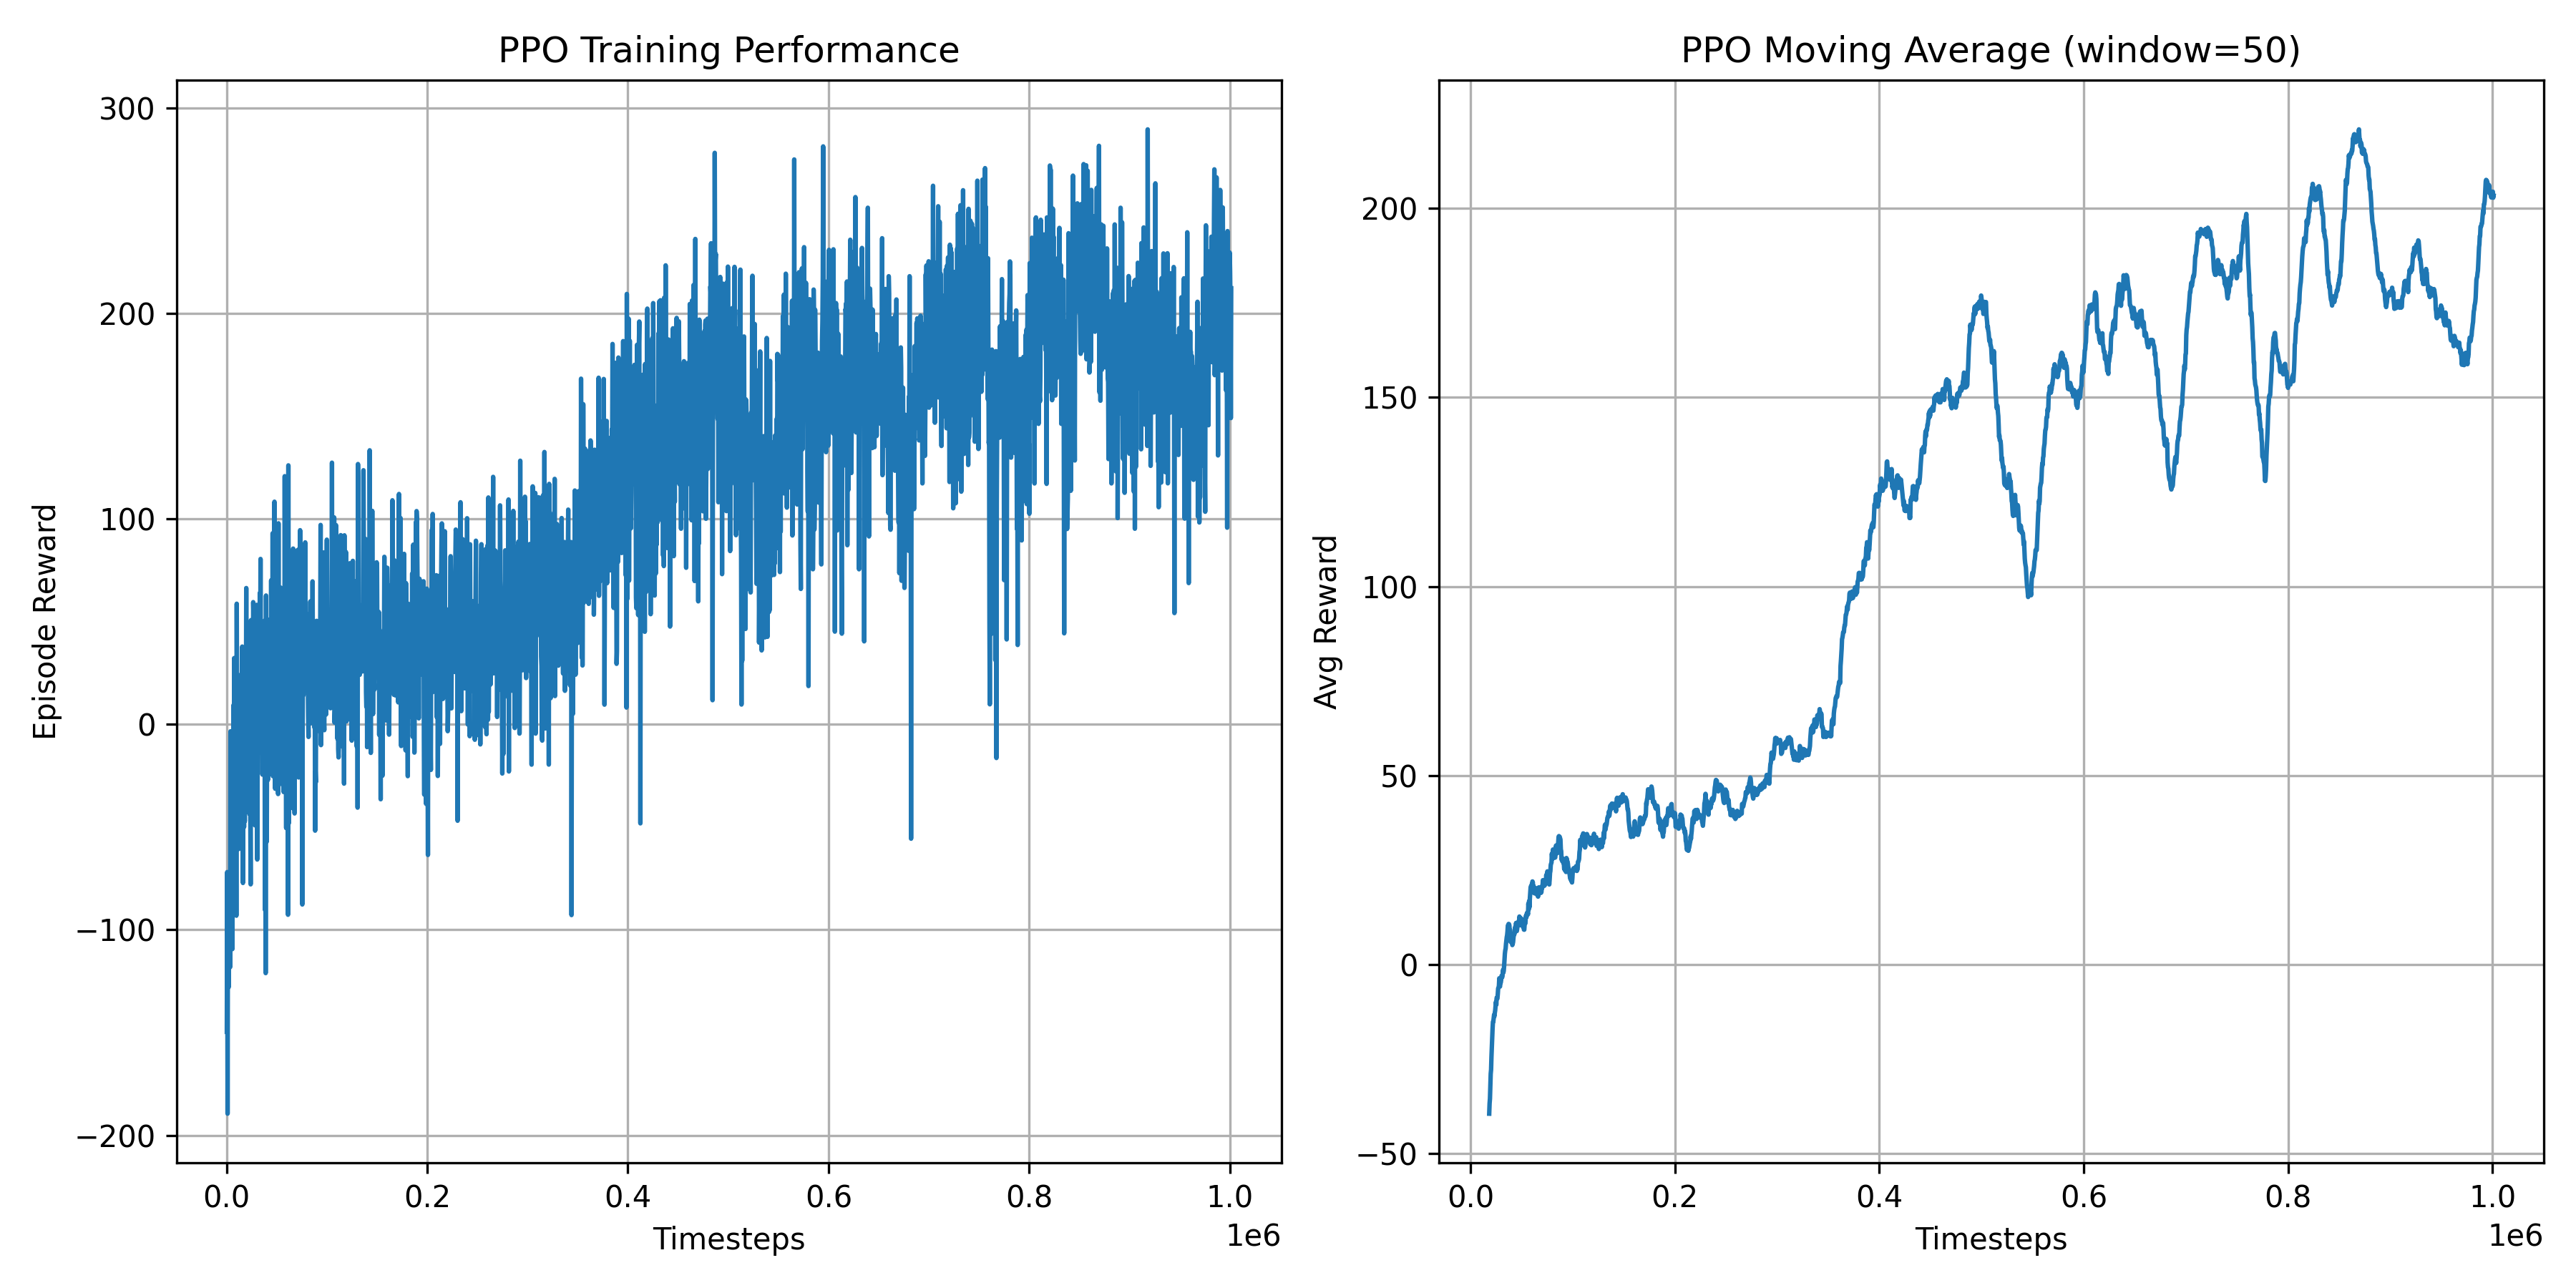 PPO Training Performance
300
200
100
0
−100
−200
Episode Reward
0.0 0.2 0.4 0.6 0.8 1.0
1e6
Timesteps
PPO Moving Average (window=50)
200
150
100
50
0
−50
Avg Reward
0.0 0.2 0.4 0.6 0.8 1.0
1e6
Timesteps